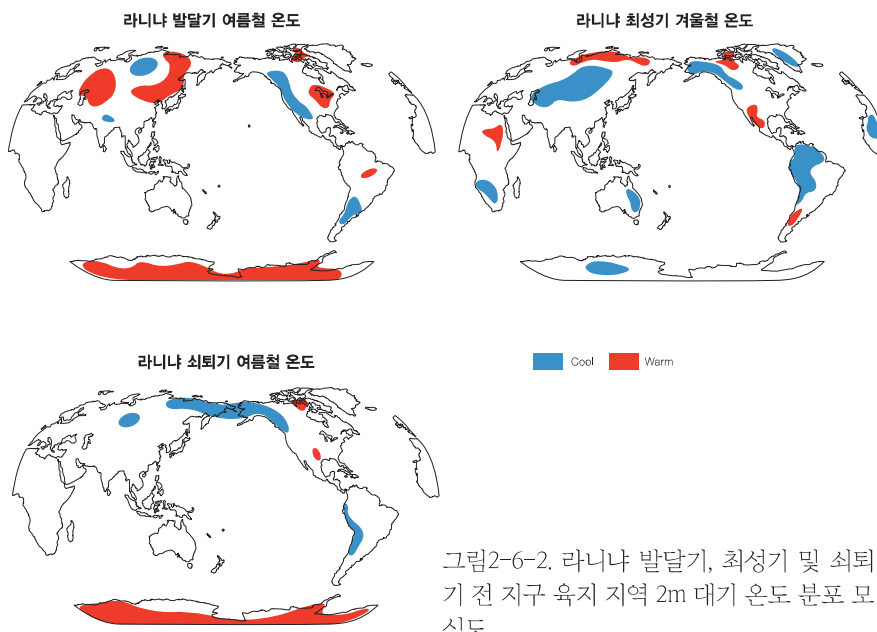 라니냐 발달기 여름철 온도
라니냐 최성기 겨울철 온도
라니냐 쇠퇴기 여름철 온도
Cool
Warm
그림2-6-2. 라니냐 발달기, 최성기 및 쇠퇴
기 전 지구 육지 지역 2m 대기 온도 분포 모
식도